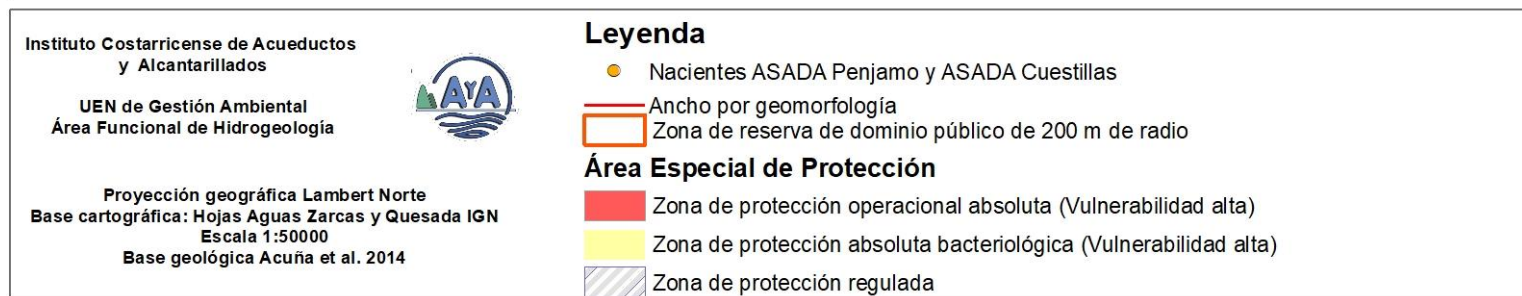 Instituto Costarricense de Acueductos
y Alcantarillados
UEN de Gestión Ambiental
Área Funcional de Hidrogeología
AyA
Proyección geográfica Lambert Norte
Base cartográfica: Hojas Aguas Zarcas y Quesada IGN
Escala 1:50000
Base geológica Acuña et al. 2014
Leyenda
Nacientes ASADA Penjamo y ASADA Cuestillas
Ancho por geomorfología
Zona de reserva de dominio público de 200 m de radio
Área Especial de Protección
Zona de protección operacional absoluta (Vulnerabilidad alta)
Zona de protección absoluta bacteriológica (Vulnerabilidad alta)
Zona de protección regulada